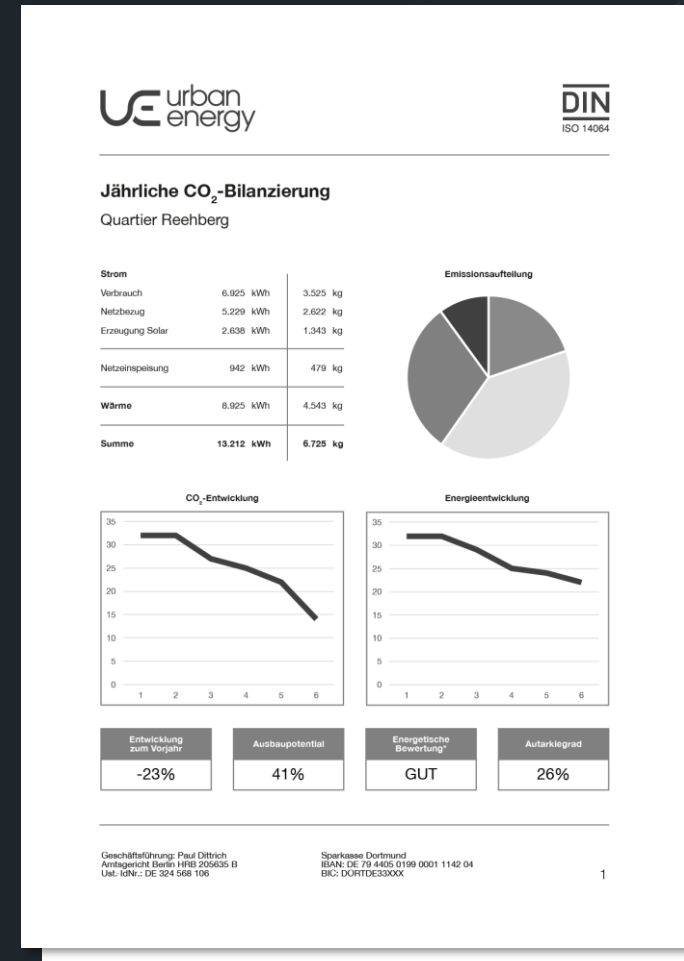 urban
energy
DIN
ISO 14064
Jährliche CO₂-Bilanzierung
Quartier Reehberg
Strom
Verbrauch 6.925 kWh 3.525 kg
Netzbezug 5.229 kWh 2.622 kg
Erzeugung Solar 2.638 kWh 1.343 kg
Netzeinspeisung 942 kWh 479 kg
Wärme 8.925 kWh 4.543 kg
Summe 13.212 kWh 6.725 kg
Emissionsaufteilung
CO₂-Entwicklung
35
30
25
20
15
10
5
0
1 2 3 4 5 6
Energieentwicklung
35
30
25
20
15
10
5
0
1 2 3 4 5 6
Entwicklung
zum Vorjahr
-23%
Ausbaupotential
41%
Energetische
Bewertung*
GUT
Autarkiegrad
26%
Geschäftsführung: Paul Dittrich
Amtsgericht Berlin HRB 205635 B
Ust.-IdNr.: DE 324 568 106
Sparkasse Dortmund
IBAN: DE 79 4405 0199 0001 1142 04
BIC: DORTDE33XXX
1